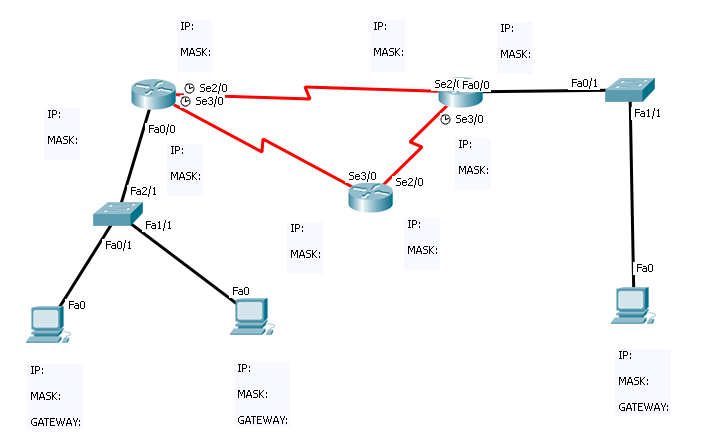 IP:
MASK:
IP:
MASK:
IP:
MASK:
Se2/0
Se3/0
Se2/0
Fa0/0
Fa0/1
Fa1/1
IP:
MASK:
Fa0/0
Se3/0
IP:
MASK:
IP:
MASK:
Se3/0
Se2/0
Fa2/1
Fa1/1
Fa0/1
IP:
MASK:
IP:
MASK:
Fa0
Fa0
Fa0
IP:
MASK:
GATEWAY:
IP:
MASK:
GATEWAY:
IP:
MASK:
GATEWAY: